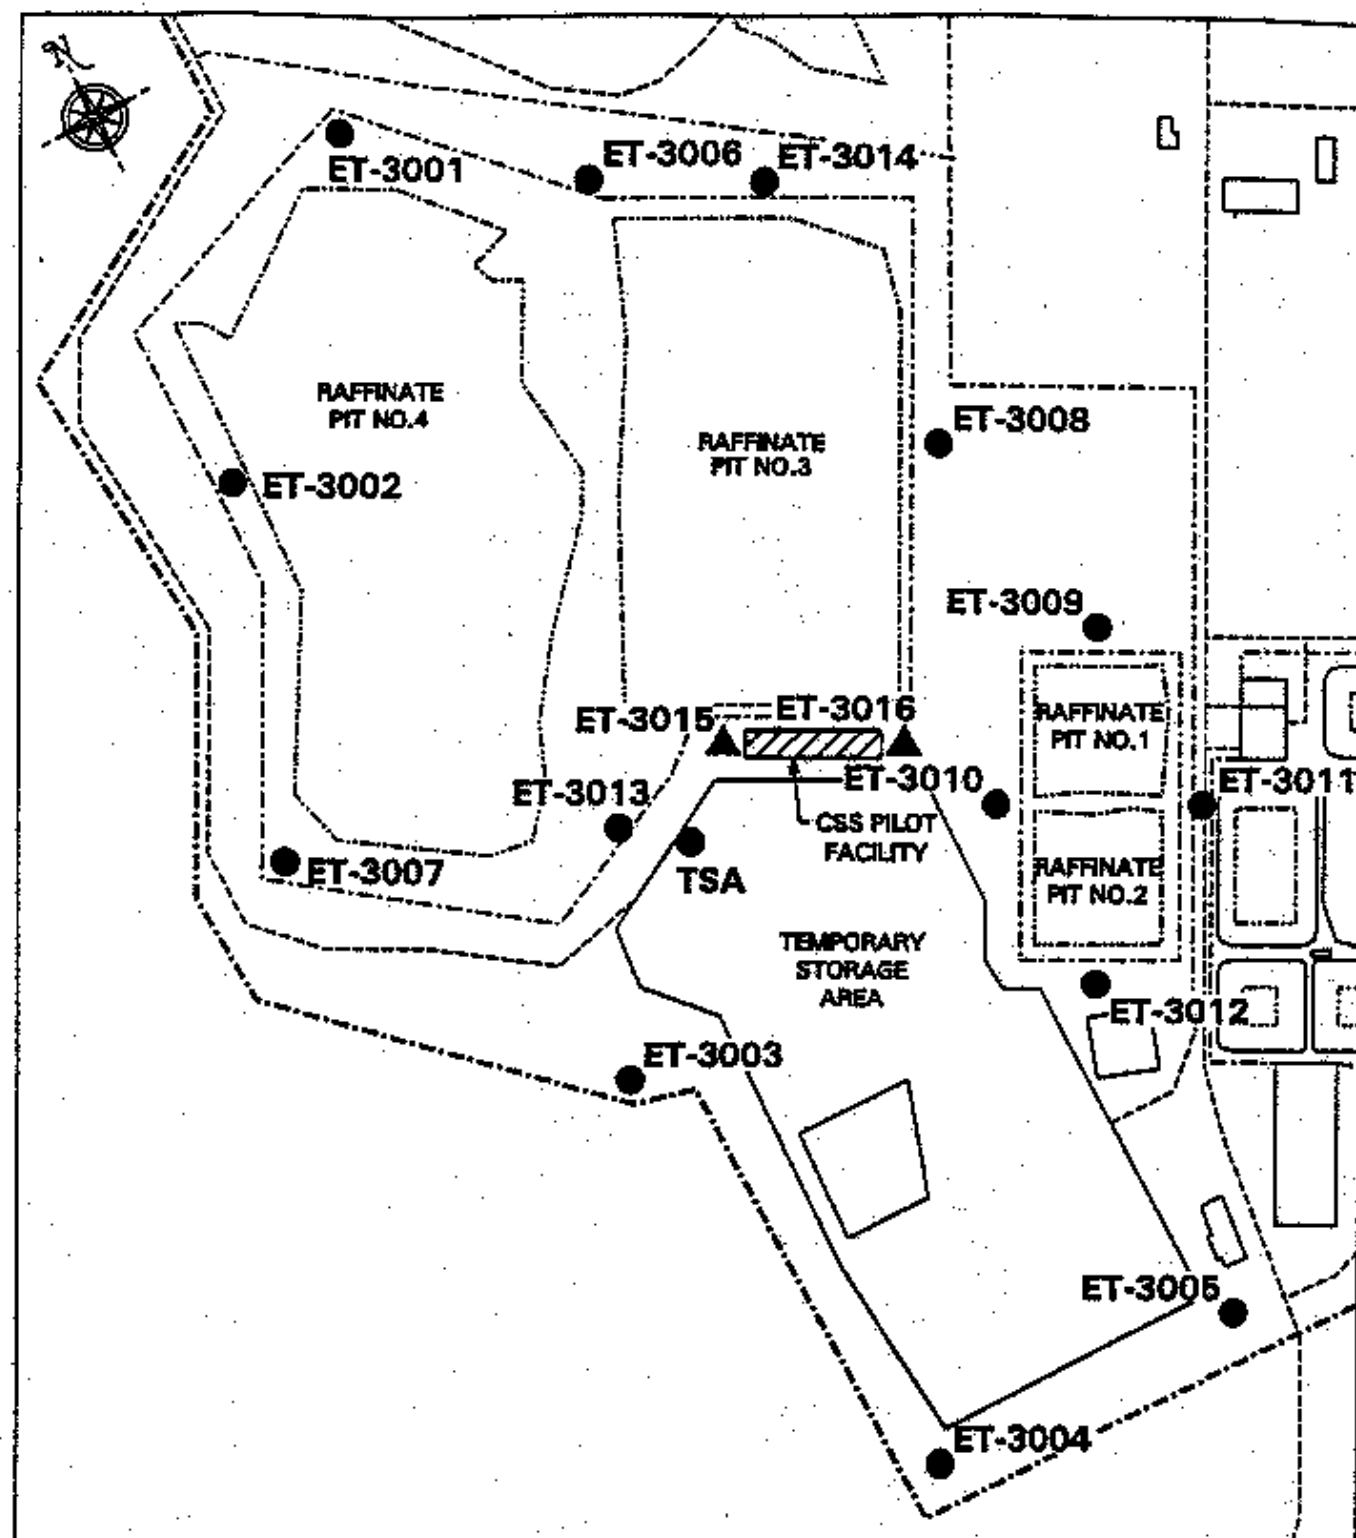 N
ET-3001
ET-3006
ET-3014
RAFFINATE
PIT NO.4
RAFFINATE
PIT NO.3
ET-3008
ET-3002
ET-3009
ET-3015
ET-3016
RAFFINATE
PIT NO.1
ET-3010
ET-3011
ET-3013
CSS PILOT
FACILITY
ET-3007
TSA
RAFFINATE
PIT NO.2
TEMPORARY
STORAGE
AREA
ET-3012
ET-3003
ET-3005
ET-3004